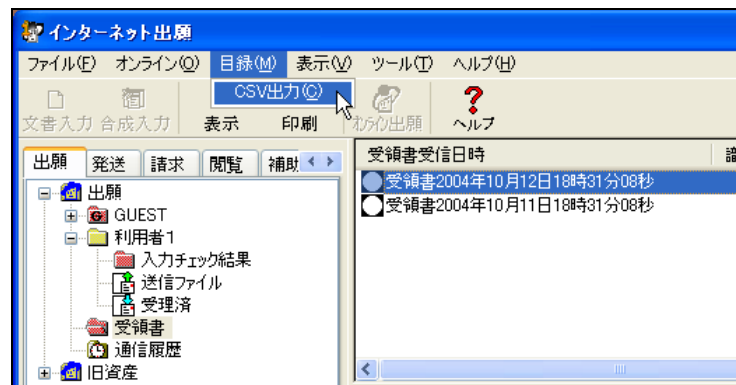 インターネット出願
ファイル(F) オンライン(O) 目録(M) 表示(V) ツール(T) ヘルプ(H)
CSV出力(C)
文書入力 合成入力 表示 印刷 オンライン出願 ヘルプ
出願 発送 請求 閲覧 補助
受領書受信日時
出願
GUEST
利用者1
入力チェック結果
送信ファイル
受理済
受領書
通信履歴
旧資産
受領書2004年10月12日18時31分08秒
受領書2004年10月11日18時31分08秒